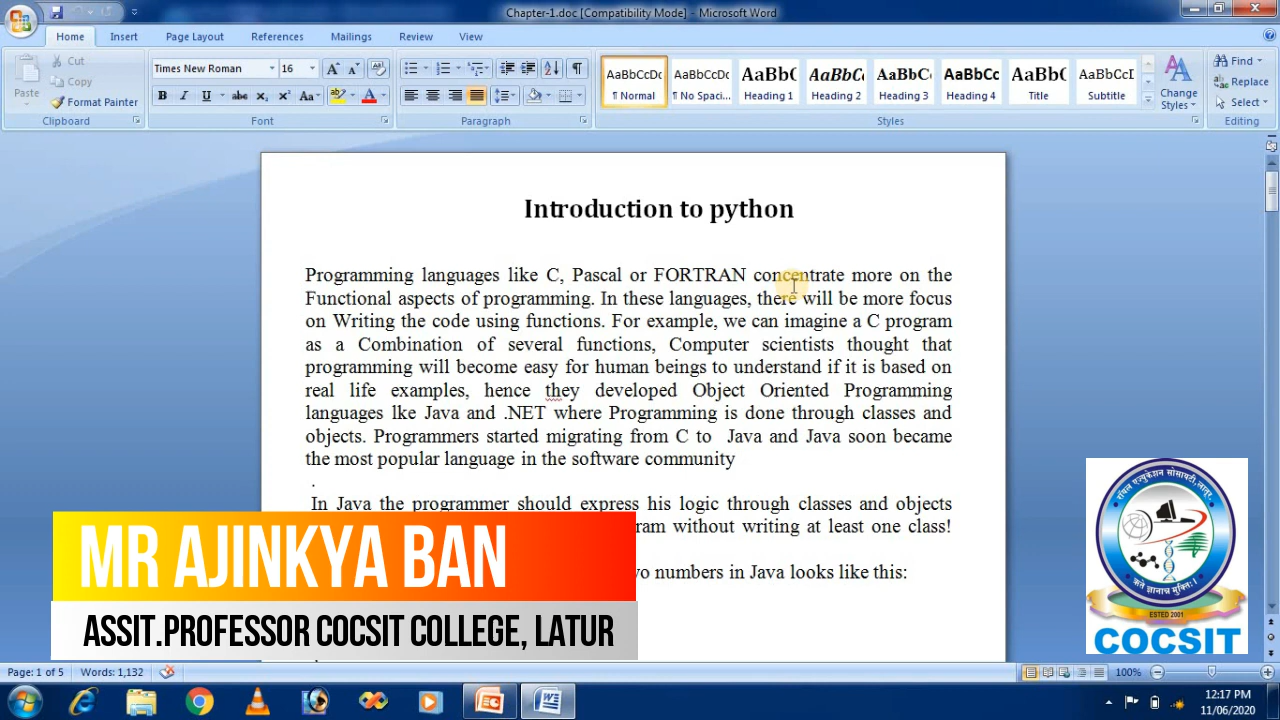 Chapter-1.doc [Compatibility Mode] - Microsoft Word
Home Insert Page Layout References Mailings Review View
Cut
Copy
Paste
Format Painter
Times New Roman 16
AaBbCcDc AaBbCcDc AaBb(C AaBbCc AaBbC( AaBbCc AaBb(C AaBbCcI
¶ Normal ¶ No Spaci... Heading 1 Heading 2 Heading 3 Heading 4 Title Subtitle
Change Styles
Find
Replace
Select
Clipboard Font Paragraph Styles Editing
Introduction to python
Programming languages like C, Pascal or FORTRAN concentrate more on the
Functional aspects of programming. In these languages, there will be more focus
on Writing the code using functions. For example, we can imagine a C program
as a Combination of several functions, Computer scientists thought that
programming will become easy for human beings to understand if it is based on
real life examples, hence they developed Object Oriented Programming
languages lke Java and .NET where Programming is done through classes and
objects. Programmers started migrating from C to Java and Java soon became
the most popular language in the software community
.
In Java the programmer should express his logic through classes and objects
ram without writing at least one class!
vo numbers in Java looks like this:
MR AJINKYA BAN
ASSIT.PROFESSOR COCSIT COLLEGE, LATUR
रॉयल एज्युकेशन सोसायटी, लातूर
ऋते ज्ञानान्न मुक्तिः।
ESTED 2001
COCSIT
Page: 1 of 5 Words: 1,132 100%
12:17 PM
11/06/2020